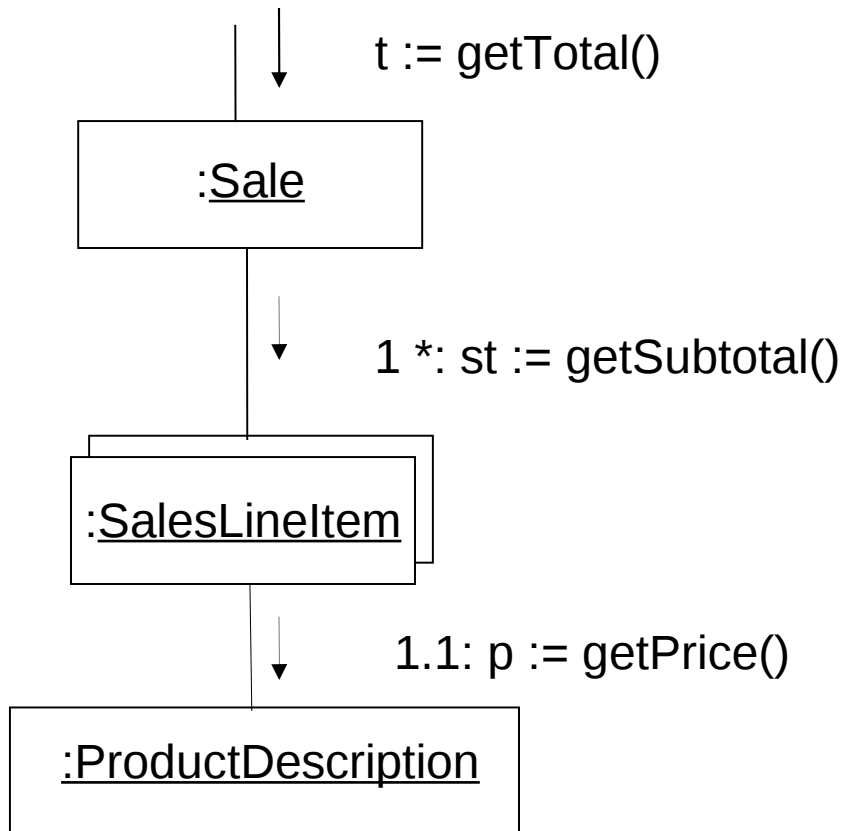 t := getTotal()
:Sale
1 *: st := getSubtotal()
:SalesLineItem
1.1: p := getPrice()
:ProductDescription